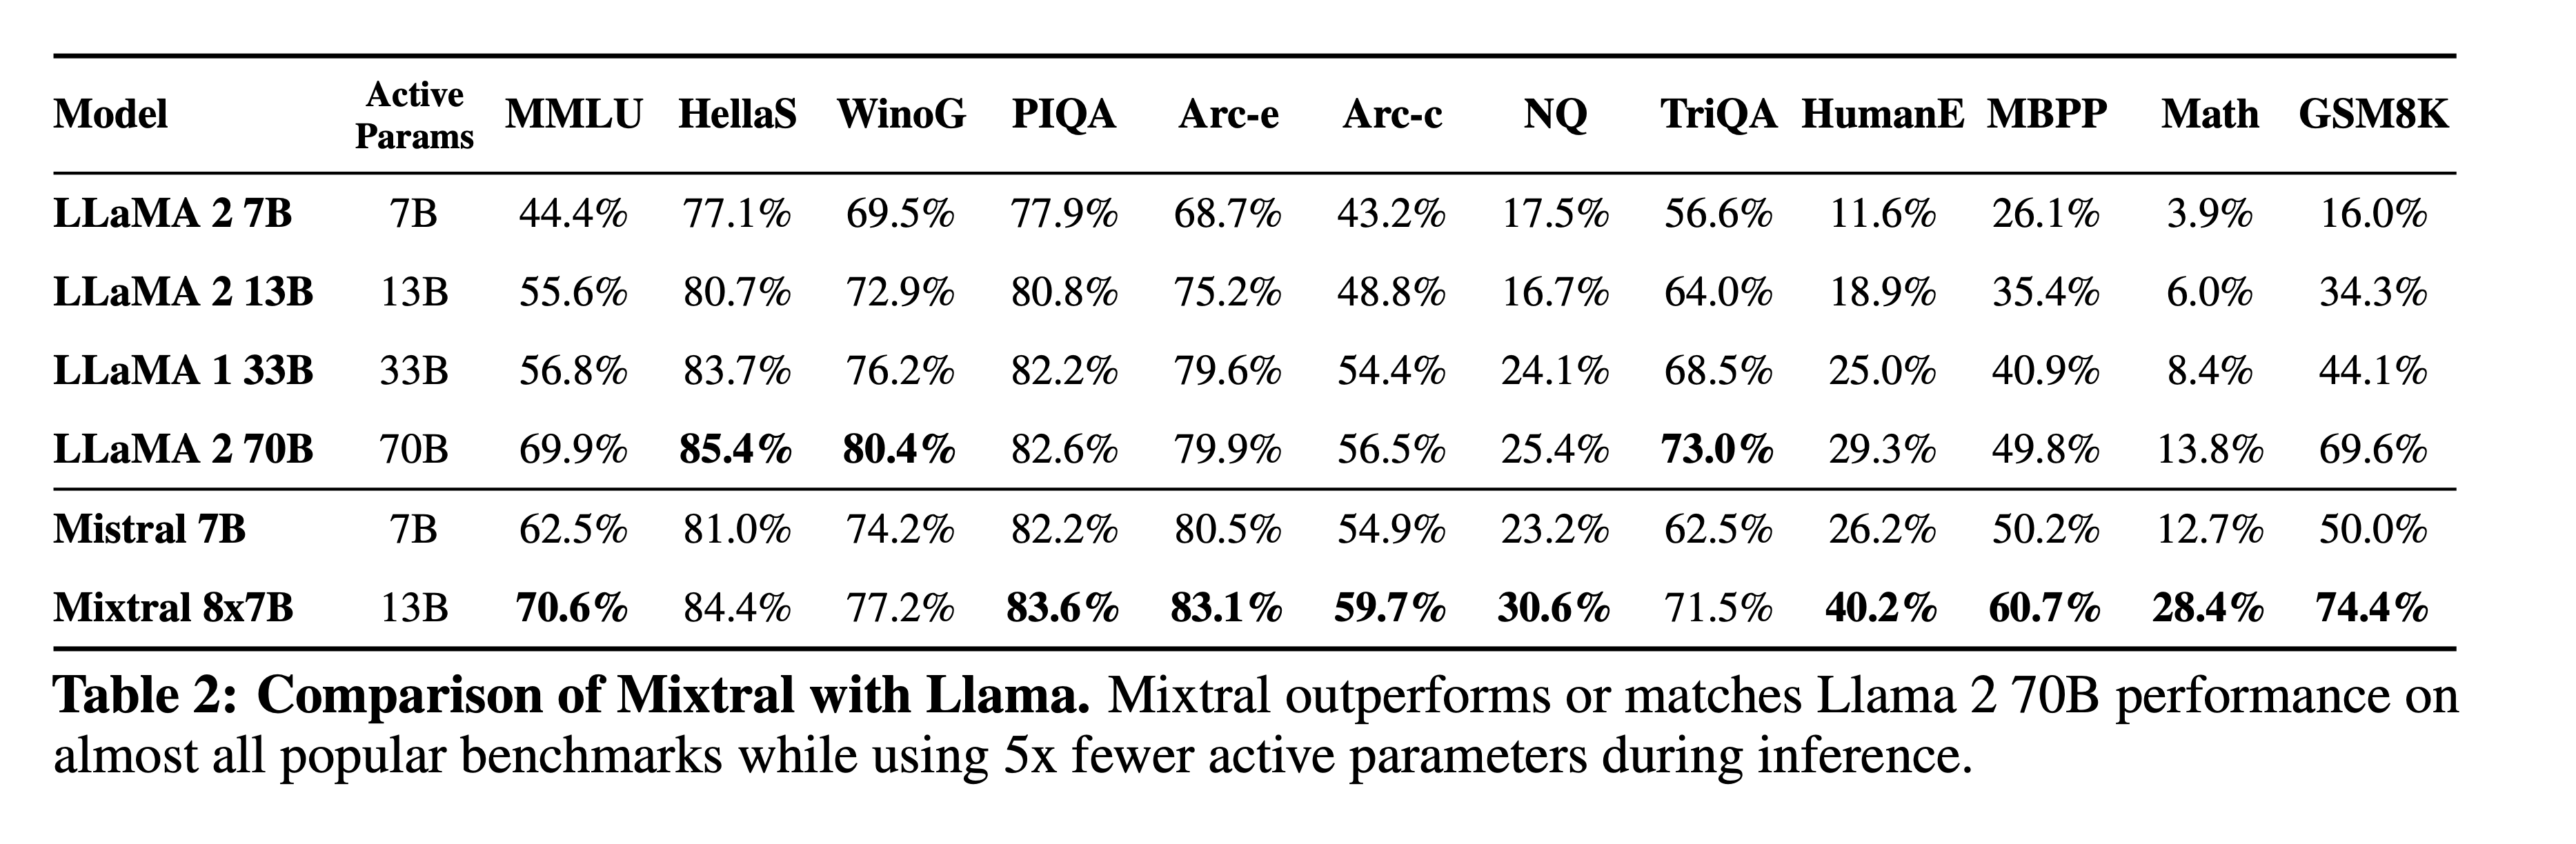 Model Active Params MMLU HellaS WinoG PIQA Arc-e Arc-c NQ TriQA HumanE MBPP Math GSM8K
LLaMA 2 7B 7B 44.4% 77.1% 69.5% 77.9% 68.7% 43.2% 17.5% 56.6% 11.6% 26.1% 3.9% 16.0%
LLaMA 2 13B 13B 55.6% 80.7% 72.9% 80.8% 75.2% 48.8% 16.7% 64.0% 18.9% 35.4% 6.0% 34.3%
LLaMA 1 33B 33B 56.8% 83.7% 76.2% 82.2% 79.6% 54.4% 24.1% 68.5% 25.0% 40.9% 8.4% 44.1%
LLaMA 2 70B 70B 69.9% 85.4% 80.4% 82.6% 79.9% 56.5% 25.4% 73.0% 29.3% 49.8% 13.8% 69.6%
Mistral 7B 7B 62.5% 81.0% 74.2% 82.2% 80.5% 54.9% 23.2% 62.5% 26.2% 50.2% 12.7% 50.0%
Mixtral 8x7B 13B 70.6% 84.4% 77.2% 83.6% 83.1% 59.7% 30.6% 71.5% 40.2% 60.7% 28.4% 74.4%
Table 2: Comparison of Mixtral with Llama. Mixtral outperforms or matches Llama 2 70B performance on
almost all popular benchmarks while using 5x fewer active parameters during inference.